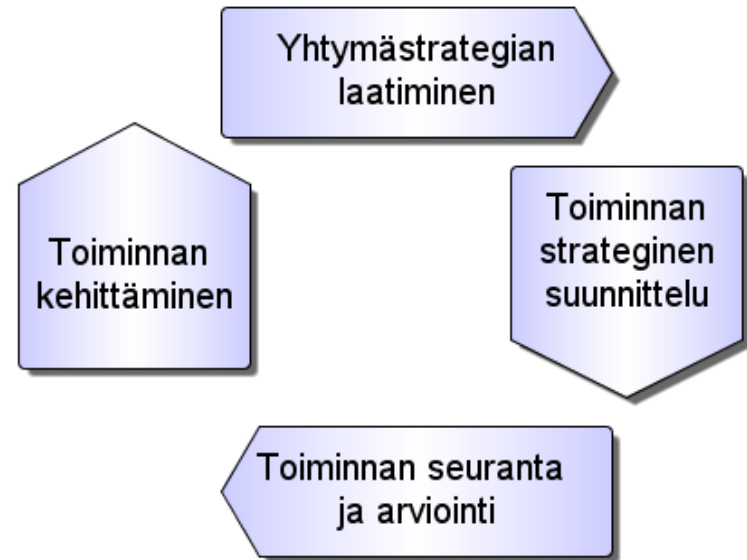 Yhtymästrategian
laatiminen
Toiminnan
strateginen
suunnittelu
Toiminnan seuranta
ja arviointi
Toiminnan
kehittäminen